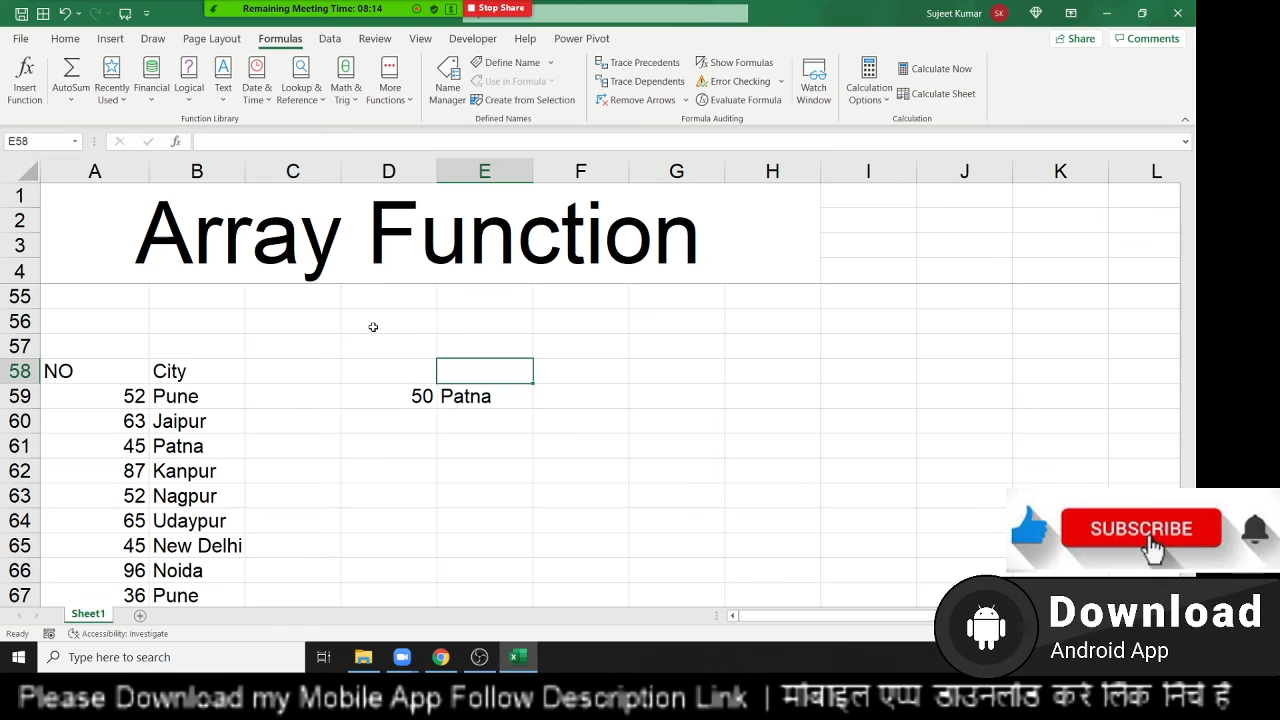 Remaining Meeting Time: 08:14
Stop Share
Sujeet Kumar
SK
File Home Insert Draw Page Layout Formulas Data Review View Developer Help Power Pivot
Share
Comments
Insert Function
AutoSum
Recently Used
Financial
Logical
Text
Date & Time
Lookup & Reference
Math & Trig
More Functions
Function Library
Name Manager
Define Name
Use in Formula
Create from Selection
Defined Names
Trace Precedents
Trace Dependents
Remove Arrows
Show Formulas
Error Checking
Evaluate Formula
Formula Auditing
Watch Window
Calculation Options
Calculate Now
Calculate Sheet
Calculation
E58
fx
A B C D E F G H I J K L
1
2
3
4
Array Function
55
56
57
58 NO City
59 52 Pune 50 Patna
60 63 Jaipur
61 45 Patna
62 87 Kanpur
63 52 Nagpur
64 65 Udaypur
65 45 New Delhi
66 96 Noida
67 36 Pune
SUBSCRIBE
Sheet1
Ready
Accessibility: Investigate
Download
Android App
Type here to search
Please Download my Mobile App Follow Description Link | मोबाइल एप्प डाउनलोड करे लिंक निचे है